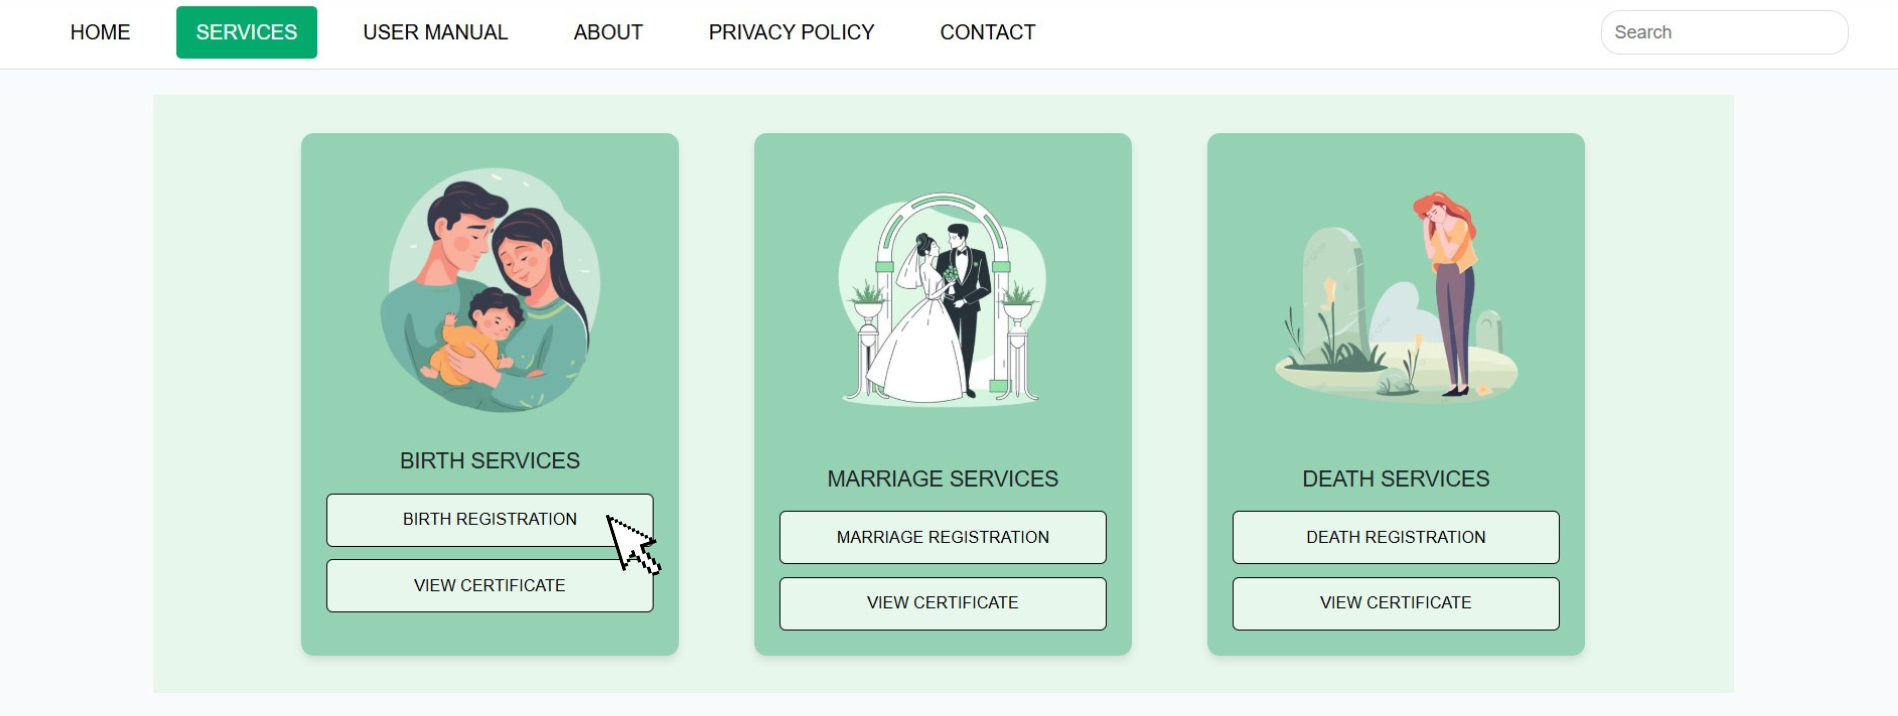 HOME SERVICES USER MANUAL ABOUT PRIVACY POLICY CONTACT Search
BIRTH SERVICES
BIRTH REGISTRATION
VIEW CERTIFICATE
MARRIAGE SERVICES
MARRIAGE REGISTRATION
VIEW CERTIFICATE
DEATH SERVICES
DEATH REGISTRATION
VIEW CERTIFICATE